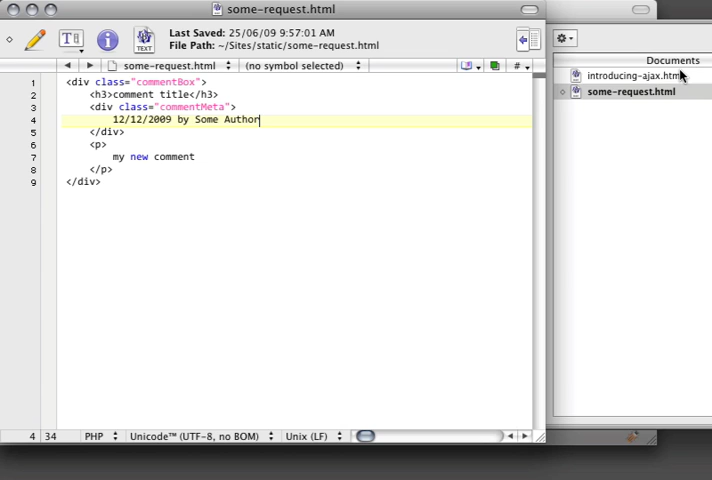 some-request.html
Last Saved: 25/06/09 9:57:01 AM
File Path: ~/Sites/static/some-request.html
TEXT
some-request.html (no symbol selected) #
1 <div class="commentBox">
2 <h3>comment title</h3>
3 <div class="commentMeta">
4 12/12/2009 by Some Author
5 </div>
6 <p>
7 my new comment
8 </p>
9 </div>
4 34 PHP Unicode™ (UTF-8, no BOM) Unix (LF)
Documents
introducing-ajax.html
some-request.html